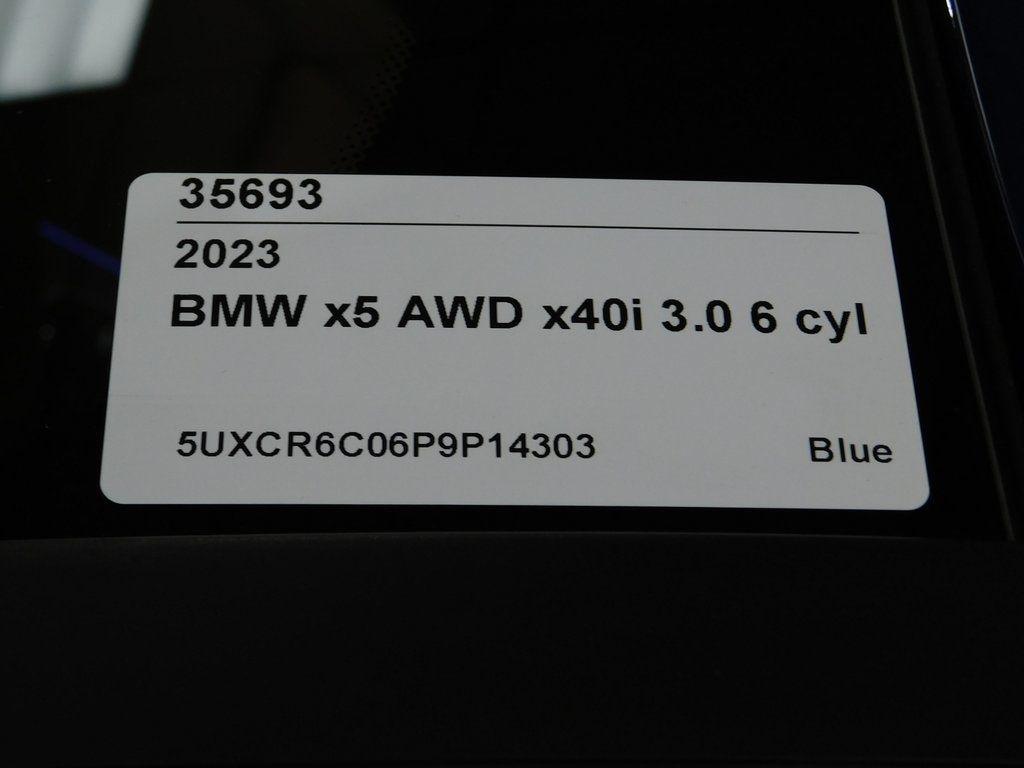 35693
2023
BMW x5 AWD x40i 3.0 6 cyl
5UXCR6C06P9P14303 Blue